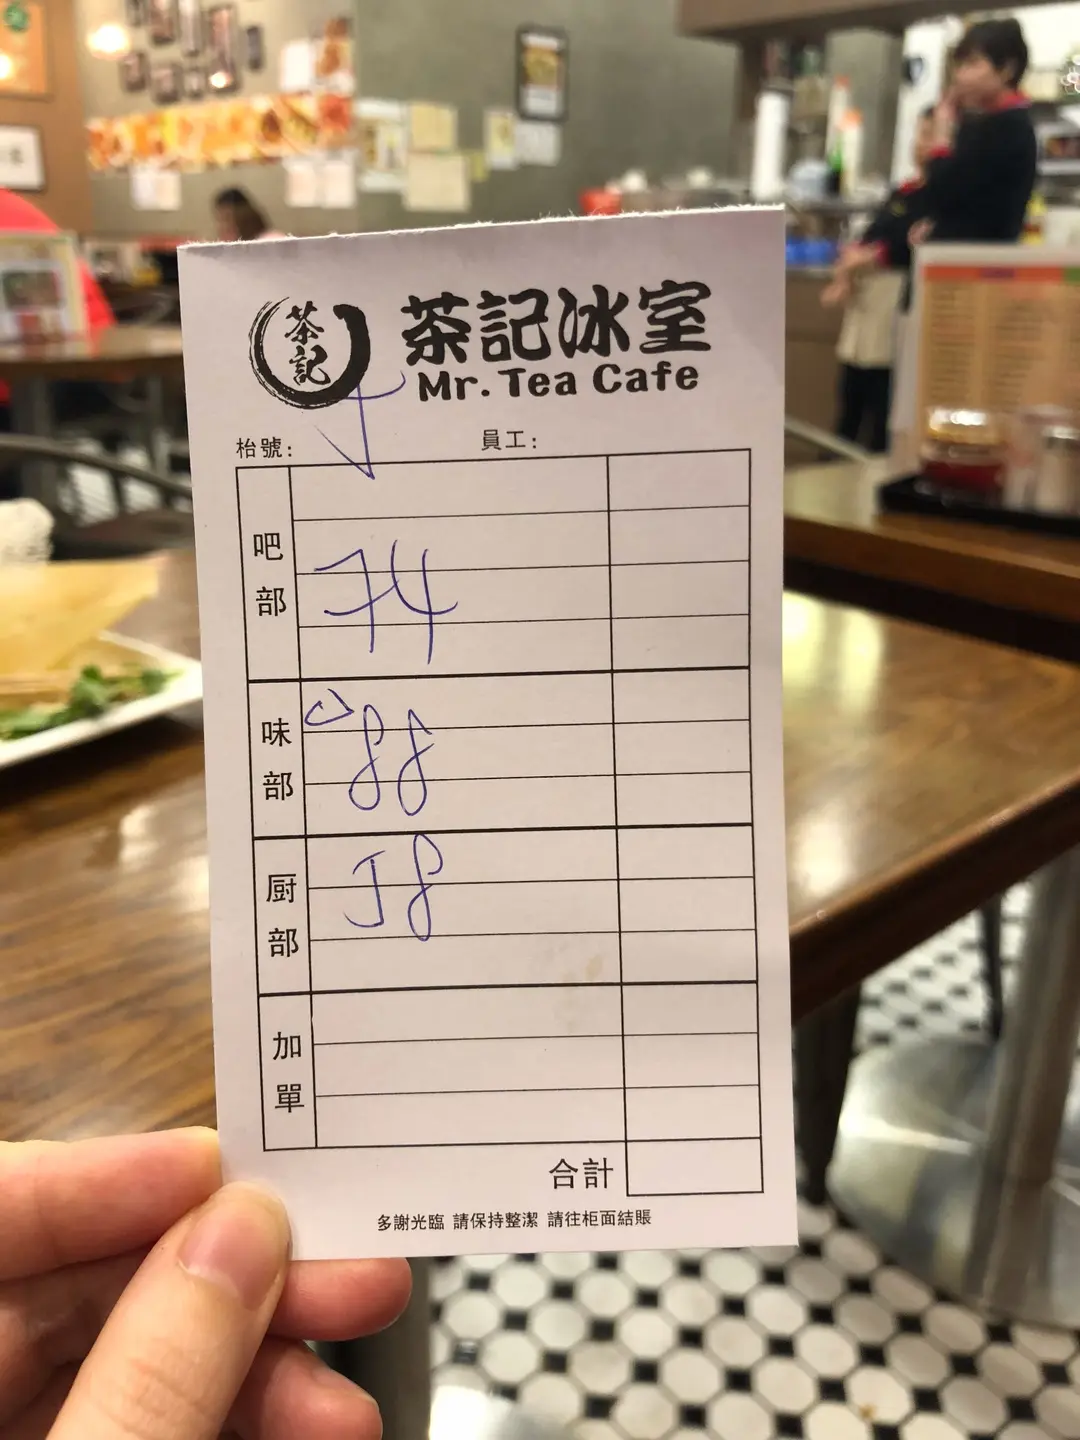 茶記
茶記冰室
Mr. Tea Cafe
枱號:
員工:
吧部
74
味部
88
厨部
J8
加單
合計
多謝光臨 請保持整潔 請往柜面結賬